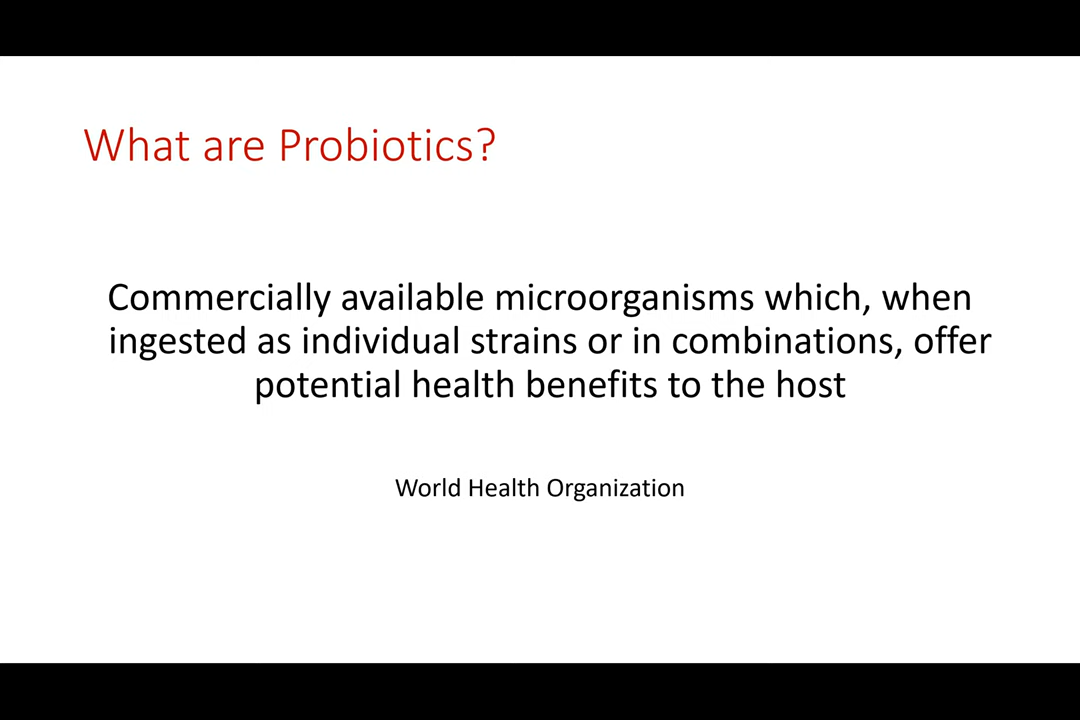 What are Probiotics?
Commercially available microorganisms which, when
ingested as individual strains or in combinations, offer
potential health benefits to the host
World Health Organization